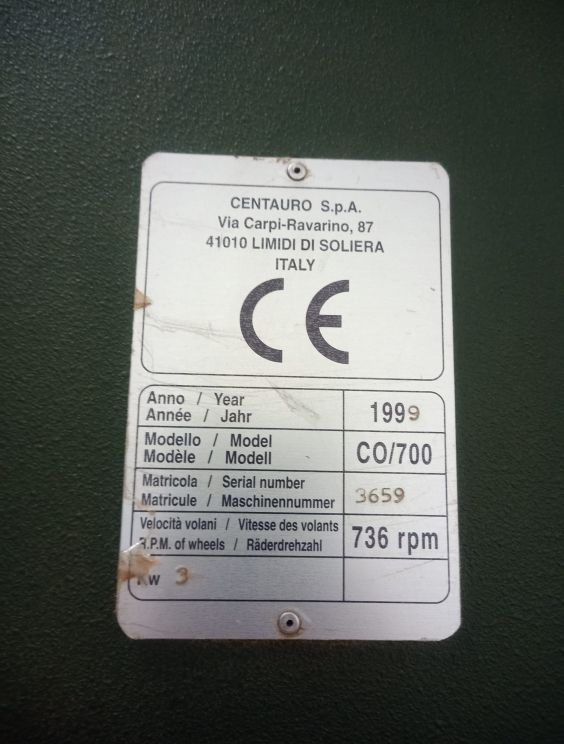 CENTAURO S.p.A.
Via Carpi-Ravarino, 87
41010 LIMIDI DI SOLIERA
ITALY
CE
Anno / Year
Année / Jahr
1999
Modello / Model
Modèle / Modell
CO/700
Matricola / Serial number
Matricule / Maschinennummer
3659
Velocità volani / Vitesse des volants
R.P.M. of wheels / Räderdrehzahl
736 rpm
Kw 3